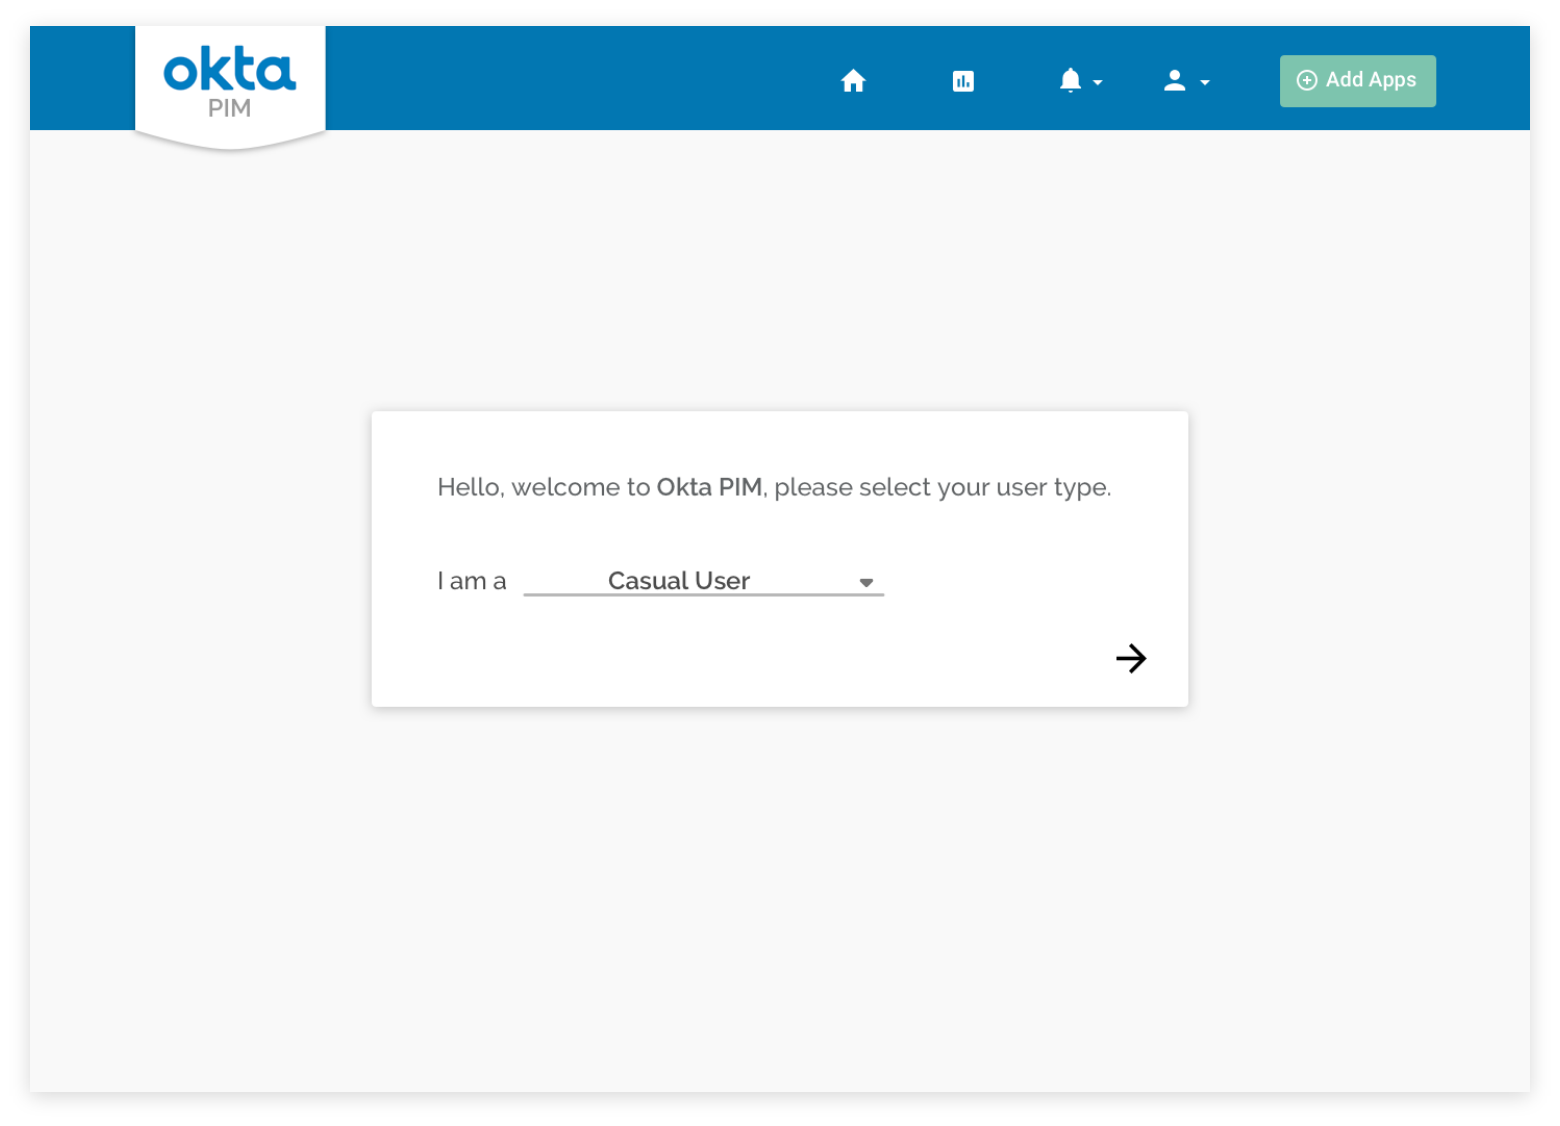 okta
PIM
Add Apps
Hello, welcome to Okta PIM, please select your user type.
I am a Casual User